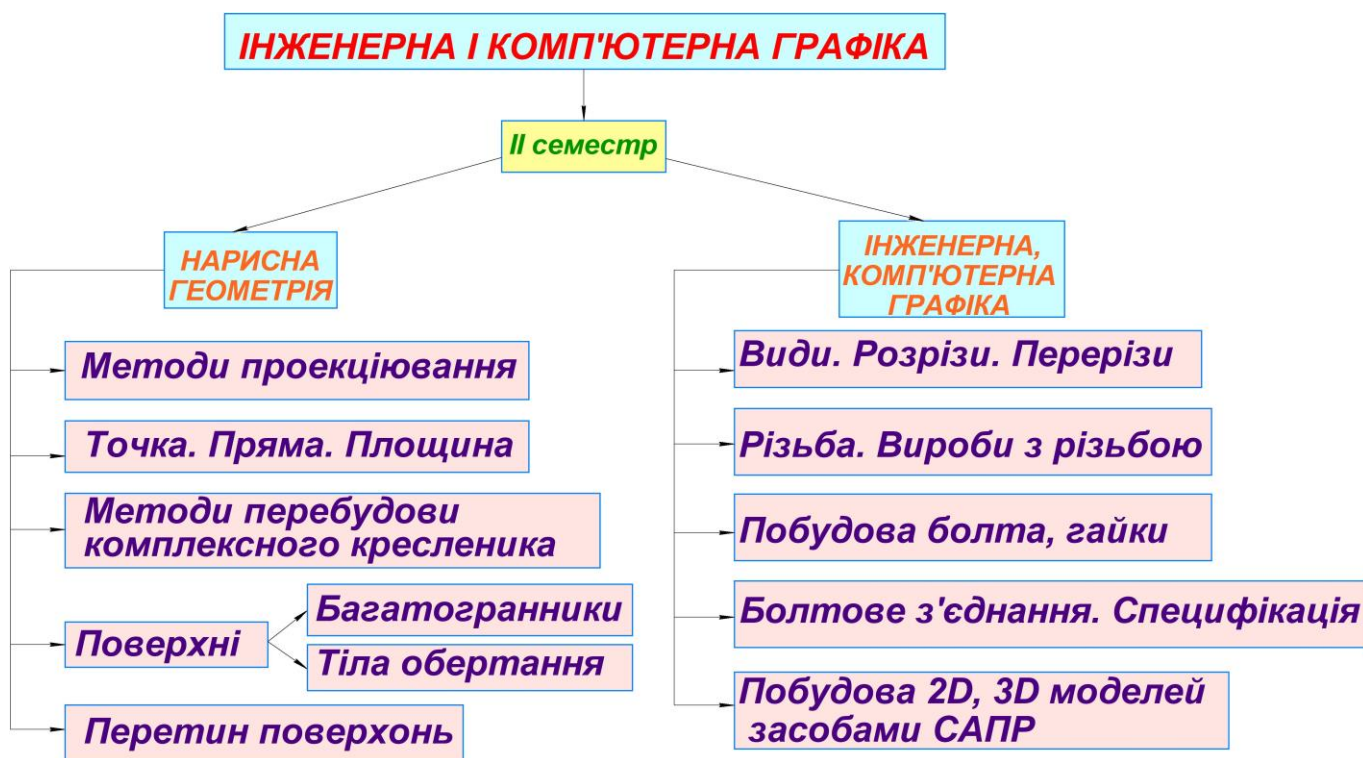 ІНЖЕНЕРНА І КОМП'ЮТЕРНА ГРАФІКА
ІІ семестр
НАРИСНА
ГЕОМЕТРІЯ
Методи проекціювання
Точка. Пряма. Площина
Методи перебудови
комплексного кресленика
Поверхні
Багатогранники
Тіла обертання
Перетин поверхонь
ІНЖЕНЕРНА,
КОМП'ЮТЕРНА
ГРАФІКА
Види. Розрізи. Перерізи
Різьба. Вироби з різьбою
Побудова болта, гайки
Болтове з'єднання. Специфікація
Побудова 2D, 3D моделей
засобами САПР